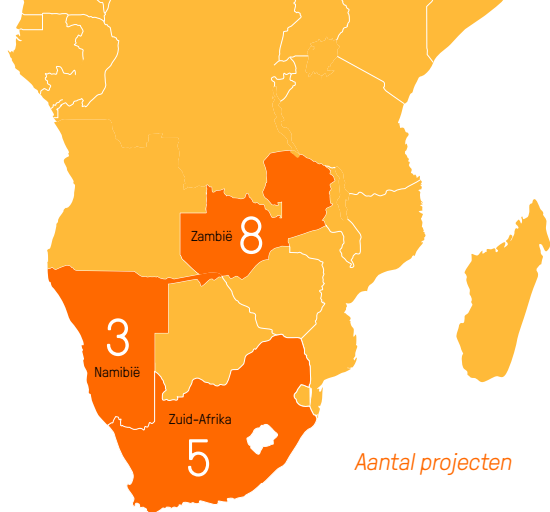 Zambië 8
3
Namibië
Zuid-Afrika
5
Aantal projecten